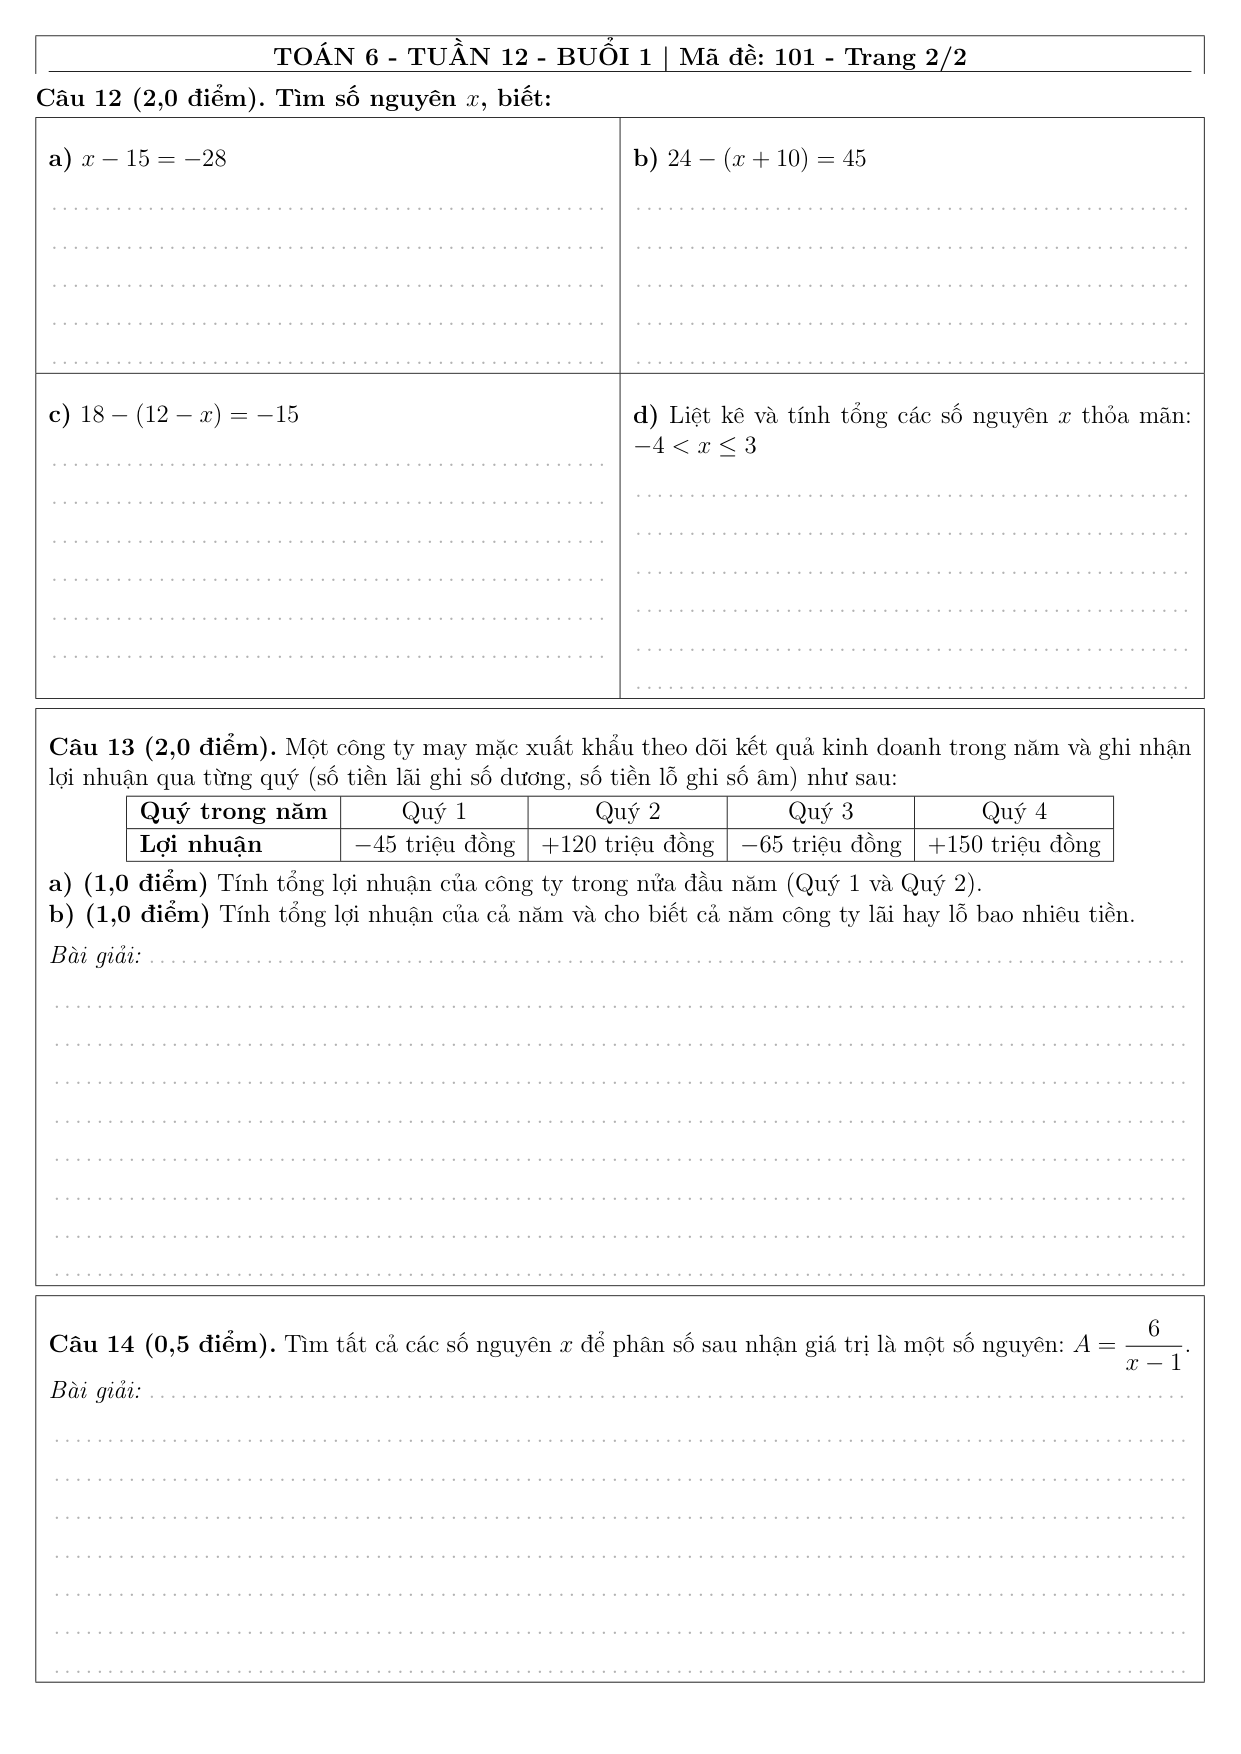 TOÁN 6 - TUẦN 12 - BUỔI 1 | Mã đề: 101 - Trang 2/2
Câu 12 (2,0 điểm). Tìm số nguyên x, biết:
a) x − 15 = −28
b) 24 − (x + 10) = 45
c) 18 − (12 − x) = −15
d) Liệt kê và tính tổng các số nguyên x thỏa mãn:
−4 < x ≤ 3
Câu 13 (2,0 điểm). Một công ty may mặc xuất khẩu theo dõi kết quả kinh doanh trong năm và ghi nhận
lợi nhuận qua từng quý (số tiền lãi ghi số dương, số tiền lỗ ghi số âm) như sau:
Quý trong năm Quý 1 Quý 2 Quý 3 Quý 4
Lợi nhuận −45 triệu đồng +120 triệu đồng −65 triệu đồng +150 triệu đồng
a) (1,0 điểm) Tính tổng lợi nhuận của công ty trong nửa đầu năm (Quý 1 và Quý 2).
b) (1,0 điểm) Tính tổng lợi nhuận của cả năm và cho biết cả năm công ty lãi hay lỗ bao nhiêu tiền.
Bài giải:
Câu 14 (0,5 điểm). Tìm tất cả các số nguyên x để phân số sau nhận giá trị là một số nguyên: A = 6/(x − 1).
Bài giải: